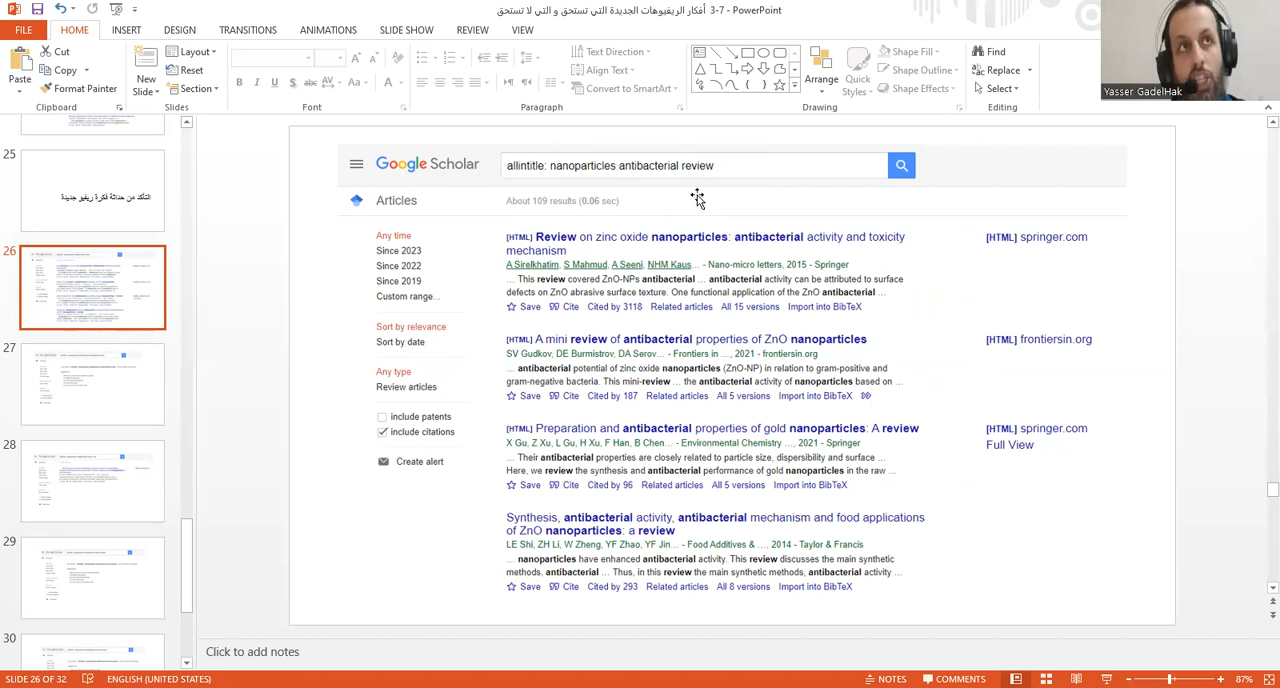 3-7 أفكار الريفيوهات الجديدة التي تستحق و التي لا تستحق - PowerPoint
FILE HOME INSERT DESIGN TRANSITIONS ANIMATIONS SLIDE SHOW REVIEW VIEW
Paste
Cut
Copy
Format Painter
Clipboard
New
Slide
Layout
Reset
Section
Slides
Font
Text Direction
Align Text
Convert to SmartArt
Paragraph
Arrange
Quick
Styles
Shape Fill
Shape Outline
Shape Effects
Drawing
Find
Replace
Select
Editing
Yasser GadelHak
25
التأكد من حداثة فكرة ريفيو جديدة
26
27
28
29
30
Google Scholar
allintitle: nanoparticles antibacterial review
Articles
About 109 results (0.06 sec)
Any time
Since 2023
Since 2022
Since 2019
Custom range...
Sort by relevance
Sort by date
Any type
Review articles
include patents
include citations
Create alert
[HTML] Review on zinc oxide nanoparticles: antibacterial activity and toxicity
mechanism
A Sirelkhatim, S Mahmud, A Seeni, NHM Kaus... - Nano-micro letters, 2015 - Springer
... This review covered ZnO-NPs antibacterial ... antibacterial activity can be attributed to surface
defects on ZnO abrasive surface texture. One functional application of the ZnO antibacterial ...
Save Cite Cited by 3118 Related articles All 15 versions Import into BibTeX
[HTML] springer.com
[HTML] A mini review of antibacterial properties of ZnO nanoparticles
SV Gudkov, DE Burmistrov, DA Serov... - Frontiers in ..., 2021 - frontiersin.org
... antibacterial properties of zinc oxide nanoparticles (ZnO-NPs) in relation to gram-positive and
gram-negative bacteria. This mini-review ... the antibacterial activity of nanoparticles based on ...
Save Cite Cited by 187 Related articles All 5 versions Import into BibTeX
[HTML] frontiersin.org
[HTML] Preparation and antibacterial properties of gold nanoparticles: A review
X Gu, Z Xu, L Gu, H Xu, F Han, B Chen... - Environmental Chemistry ..., 2021 - Springer
... Their antibacterial properties are closely related to particle size, dispersibility and surface ...
Here, we review the synthesis and antibacterial performance of gold nanoparticles in the raw ...
Save Cite Cited by 96 Related articles All 5 versions Import into BibTeX
[HTML] springer.com
Full View
Synthesis, antibacterial activity, antibacterial mechanism and food applications
of ZnO nanoparticles: a review
LE Shi, ZH Li, W Zheng, YF Zhao, YF Jin... - Food Additives & ..., 2014 - Taylor & Francis
... nanoparticles have enhanced antibacterial activity. This review discusses the main synthetic
methods, antibacterial activity ... Thus, in this review the main synthetic methods, antibacterial activity ...
Save Cite Cited by 293 Related articles All 8 versions Import into BibTeX
Click to add notes
SLIDE 26 OF 32 ENGLISH (UNITED STATES) NOTES COMMENTS 87%